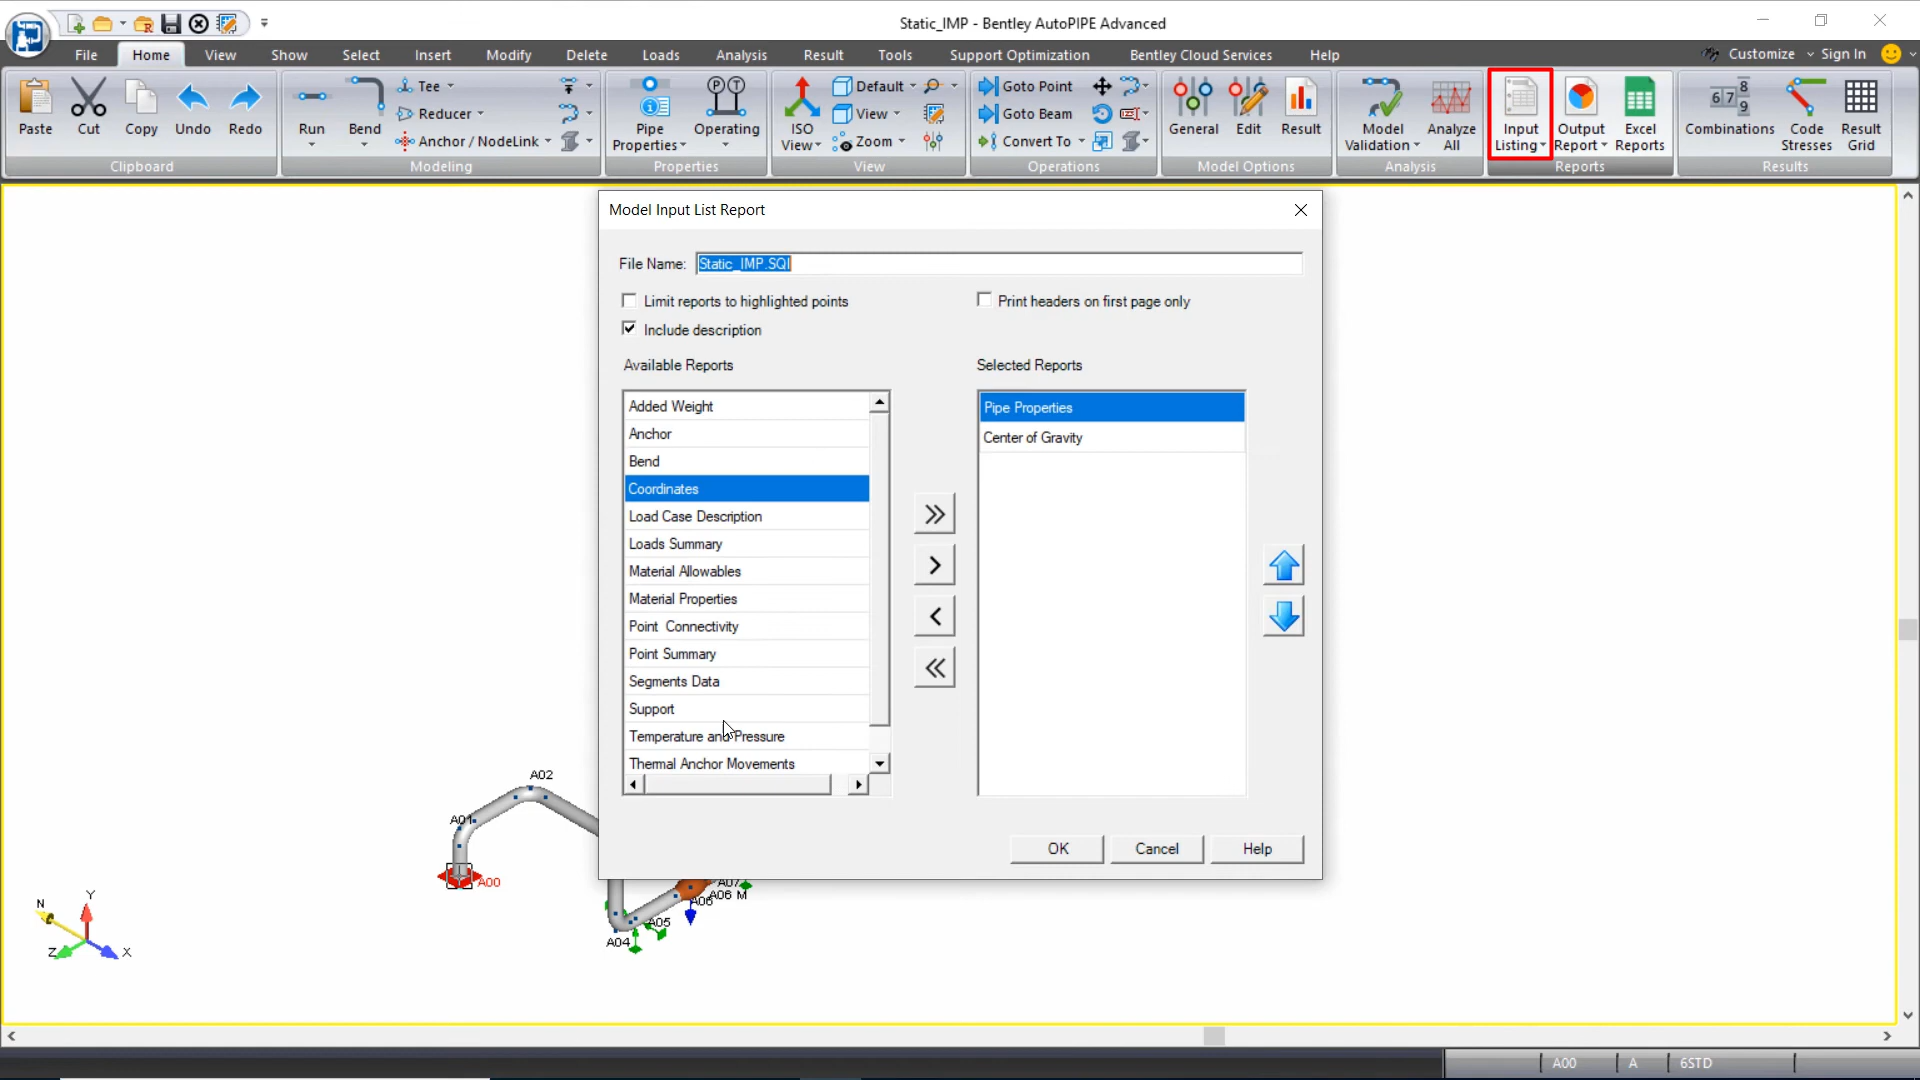 Static_IMP - Bentley AutoPIPE Advanced
File Home View Show Select Insert Modify Delete Loads Analysis Result Tools Support Optimization Bentley Cloud Services Help Customize Sign In
Paste Cut Copy Undo Redo
Clipboard
Run Bend Tee Reducer Anchor / NodeLink
Modeling
Pipe Properties Operating
Properties
ISO View Default View Zoom
View
Goto Point Goto Beam Convert To
Operations
General Edit Result
Model Options
Model Validation Analyze All
Analysis
Input Listing Output Report Excel Reports
Reports
Combinations Code Stresses Result Grid
Results
Model Input List Report
File Name: Static_IMP.SQI
Limit reports to highlighted points
Print headers on first page only
Include description
Available Reports
Selected Reports
Added Weight
Anchor
Bend
Coordinates
Load Case Description
Loads Summary
Material Allowables
Material Properties
Point Connectivity
Point Summary
Segments Data
Support
Temperature and Pressure
Thermal Anchor Movements
Pipe Properties
Center of Gravity
OK Cancel Help
A02
A01
A00
A07
A06 M
A06
A05
A04
Y
N
Z
X
A00 A 6STD